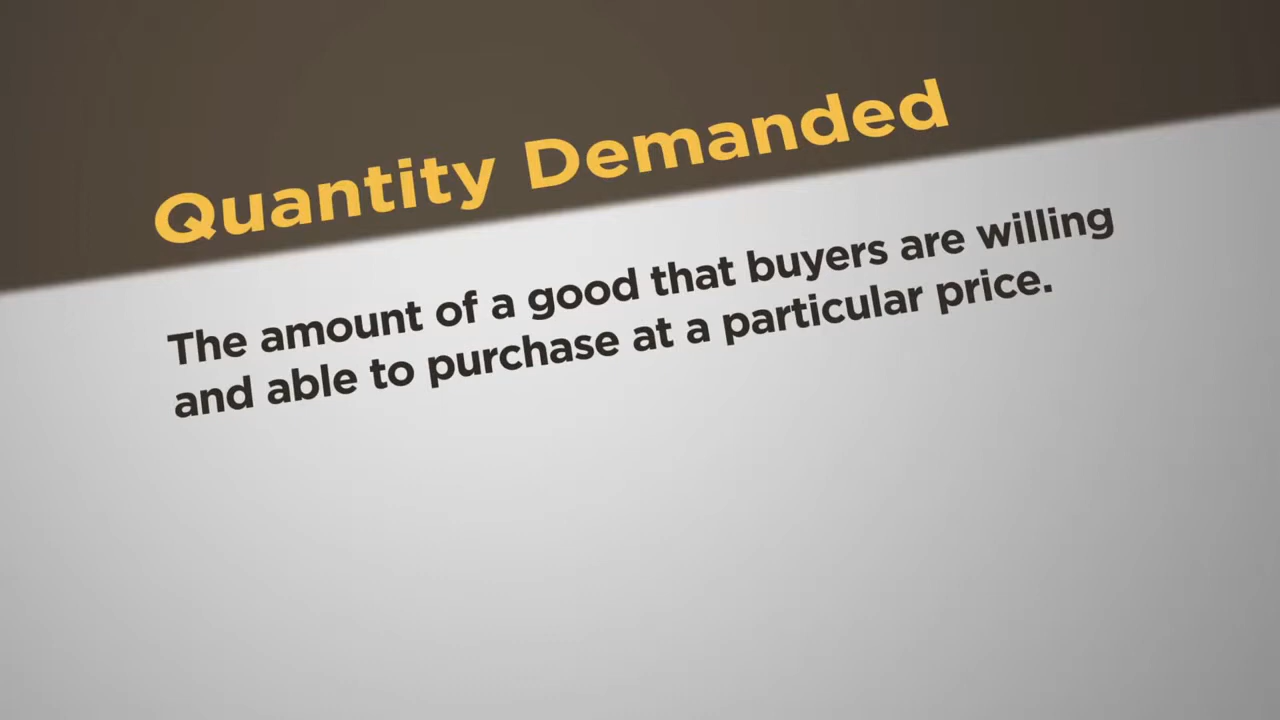 Quantity Demanded
The amount of a good that buyers are willing
and able to purchase at a particular price.